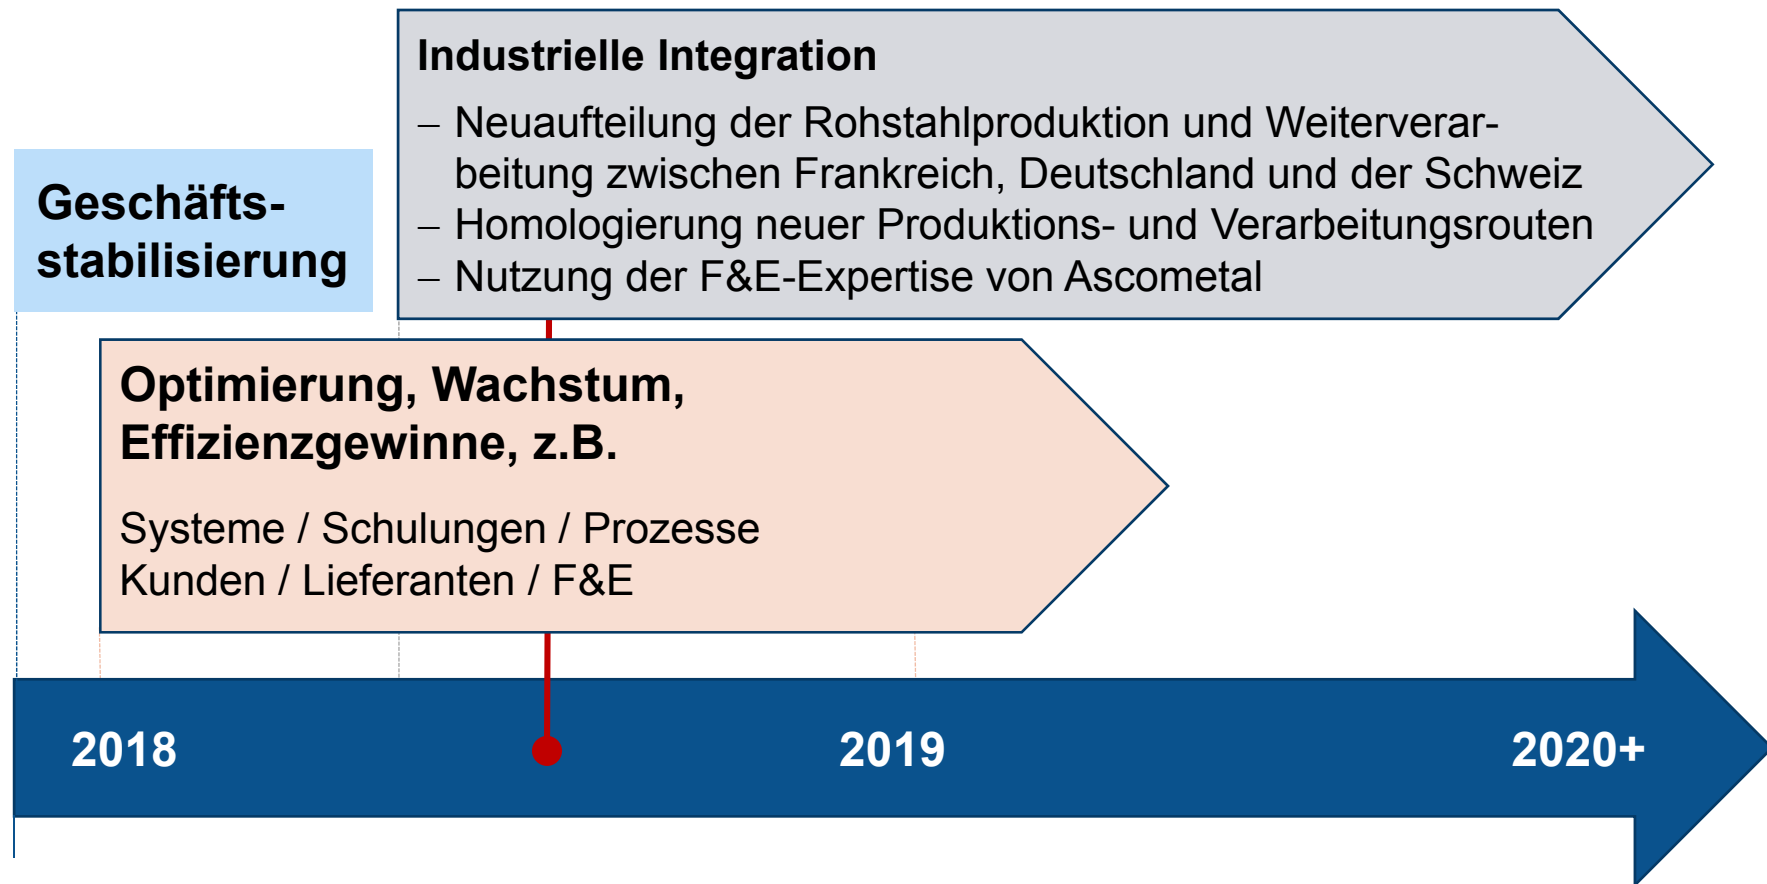 Industrielle Integration
– Neuaufteilung der Rohstahlproduktion und Weiterverar-
beitung zwischen Frankreich, Deutschland und der Schweiz
– Homologierung neuer Produktions- und Verarbeitungsrouten
– Nutzung der F&E-Expertise von Ascometal
Geschäfts-
stabilisierung
Optimierung, Wachstum,
Effizienzgewinne, z.B.
Systeme / Schulungen / Prozesse
Kunden / Lieferanten / F&E
2018
2019
2020+